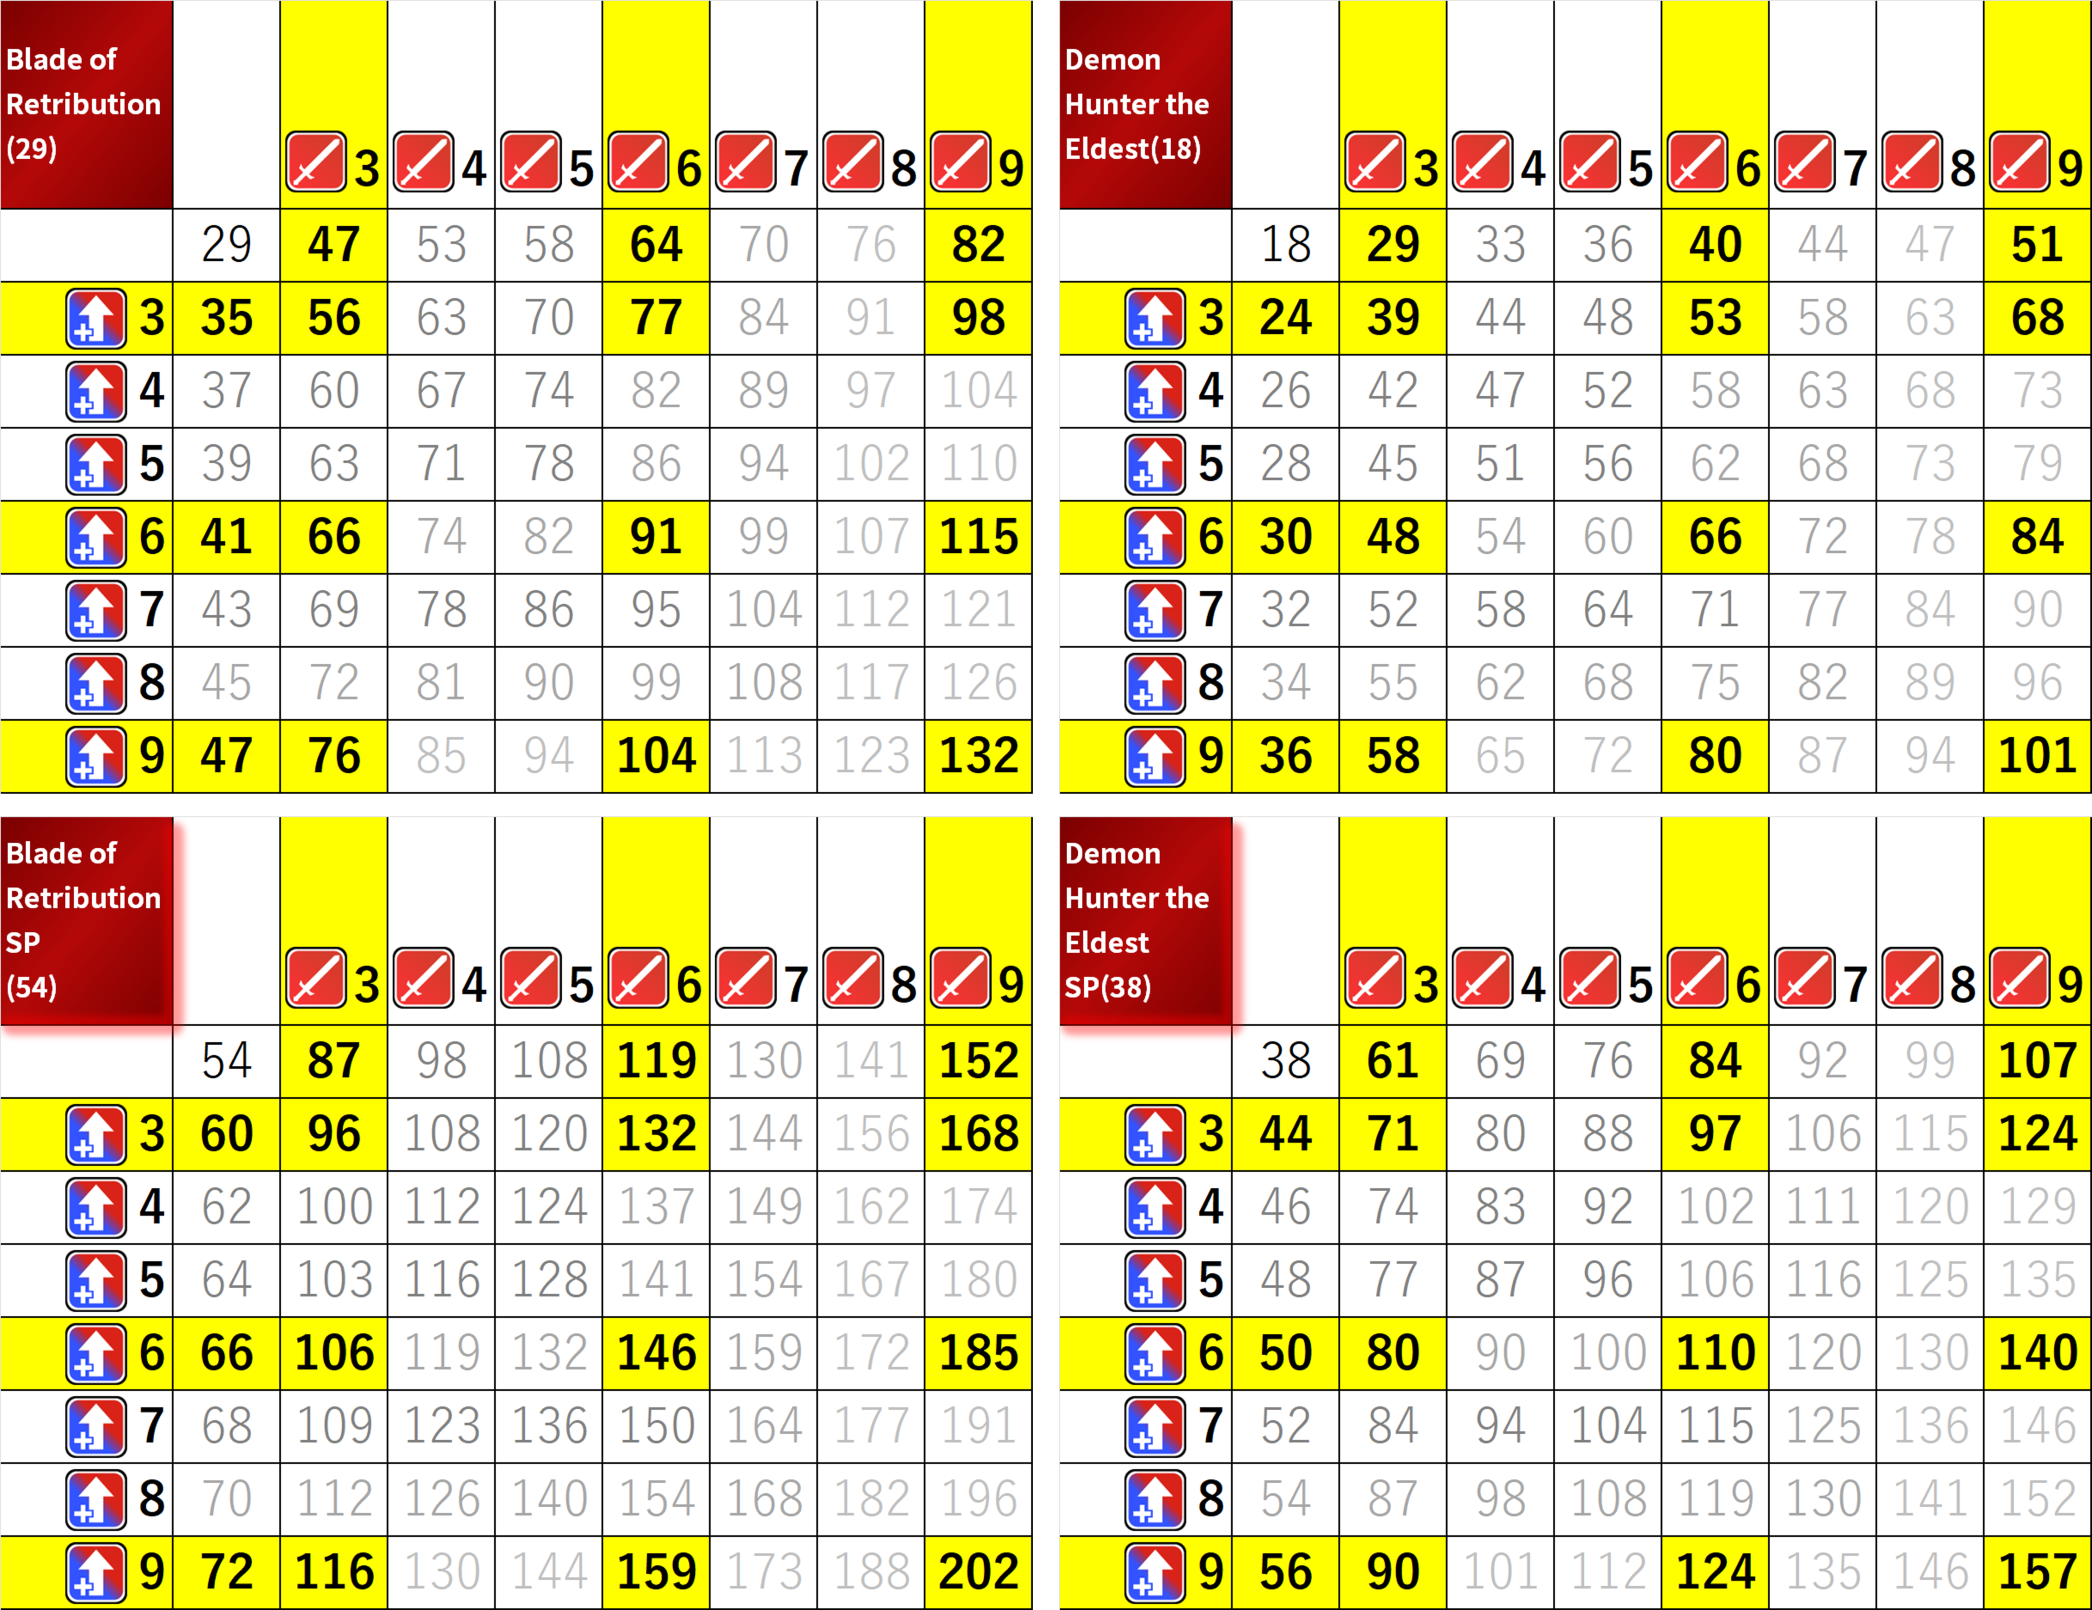 Blade of
Retribution
(29)
3 4 5 6 7 8 9
29 47 53 58 64 70 76 82
3 35 56 63 70 77 84 91 98
4 37 60 67 74 82 89 97 104
5 39 63 71 78 86 94 102 110
6 41 66 74 82 91 99 107 115
7 43 69 78 86 95 104 112 121
8 45 72 81 90 99 108 117 126
9 47 76 85 94 104 113 123 132
Demon
Hunter the
Eldest(18)
3 4 5 6 7 8 9
18 29 33 36 40 44 47 51
3 24 39 44 48 53 58 63 68
4 26 42 47 52 58 63 68 73
5 28 45 51 56 62 68 73 79
6 30 48 54 60 66 72 78 84
7 32 52 58 64 71 77 84 90
8 34 55 62 68 75 82 89 96
9 36 58 65 72 80 87 94 101
Blade of
Retribution
SP
(54)
3 4 5 6 7 8 9
54 87 98 108 119 130 141 152
3 60 96 108 120 132 144 156 168
4 62 100 112 124 137 149 162 174
5 64 103 116 128 141 154 167 180
6 66 106 119 132 146 159 172 185
7 68 109 123 136 150 164 177 191
8 70 112 126 140 154 168 182 196
9 72 116 130 144 159 173 188 202
Demon
Hunter the
Eldest
SP(38)
3 4 5 6 7 8 9
38 61 69 76 84 92 99 107
3 44 71 80 88 97 106 115 124
4 46 74 83 92 102 111 120 129
5 48 77 87 96 106 116 125 135
6 50 80 90 100 110 120 130 140
7 52 84 94 104 115 125 136 146
8 54 87 98 108 119 130 141 152
9 56 90 101 112 124 135 146 157